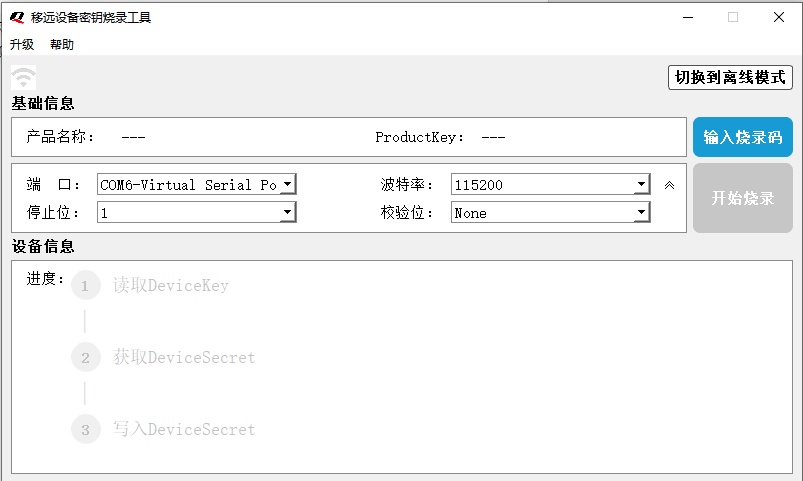 移远设备密钥烧录工具
升级 帮助
切换到离线模式
基础信息
产品名称： --- ProductKey： --- 输入烧录码
端 口： COM6-Virtual Serial Po 波特率： 115200
停止位： 1 校验位： None
开始烧录
设备信息
进度： 1 读取DeviceKey
2 获取DeviceSecret
3 写入DeviceSecret